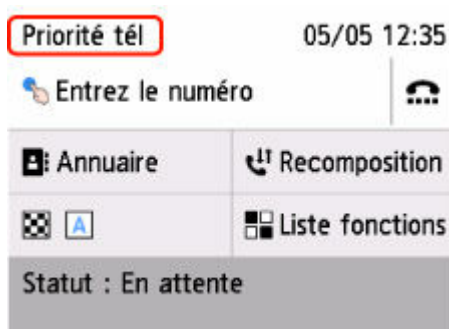 Priorité tél 05/05 12:35
Entrez le numéro
Annuaire Recomposition
A Liste fonctions
Statut : En attente